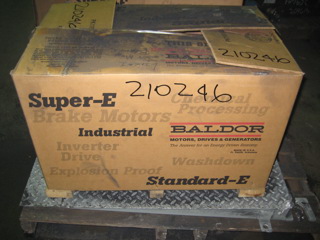 210246
Super-E
210246
Chemical
Processing
Brake Motors
Industrial
BALDOR
MOTORS, DRIVES & GENERATORS
Inverter
Drive
Washdown
Explosion Proof
Standard-E